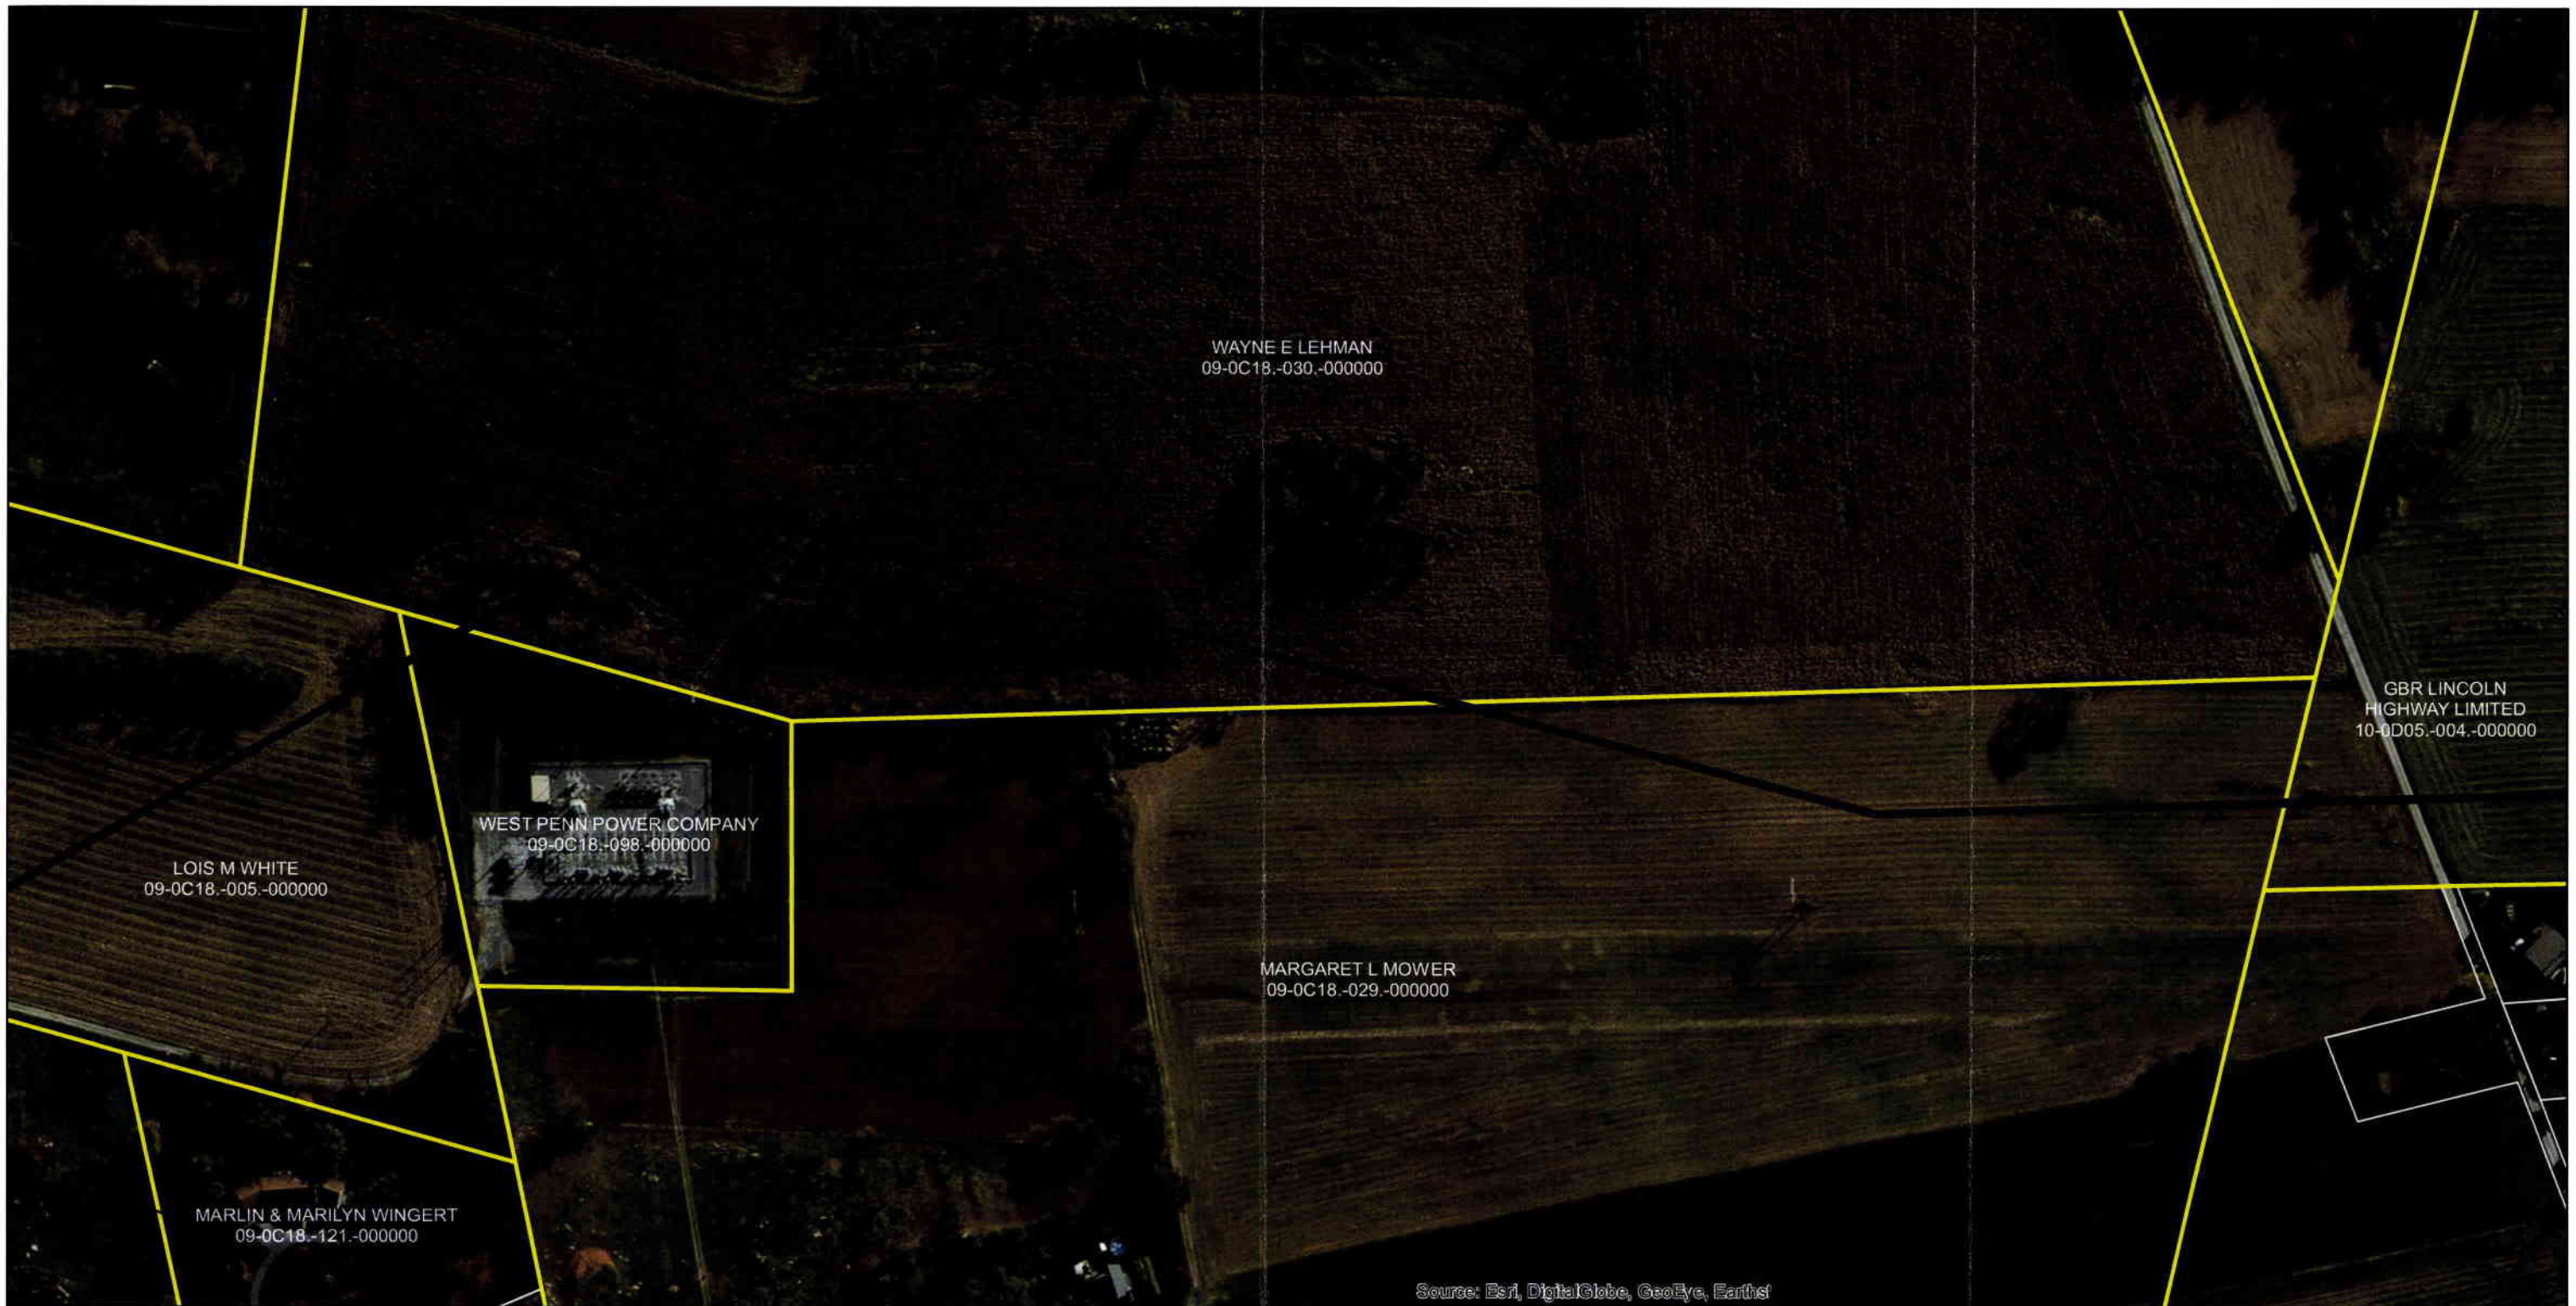 WAYNE E LEHMAN
09-0C18.-030.-000000
GBR LINCOLN
HIGHWAY LIMITED
10-0D05.-004.-000000
WEST PENN POWER COMPANY
09-0C18.-098.-000000
LOIS M WHITE
09-0C18.-005.-000000
MARGARET L MOWER
09-0C18.-029.-000000
MARLIN & MARILYN WINGERT
09-0C18.-121.-000000
Source: Esri, DigitalGlobe, GeoEye, Earthst